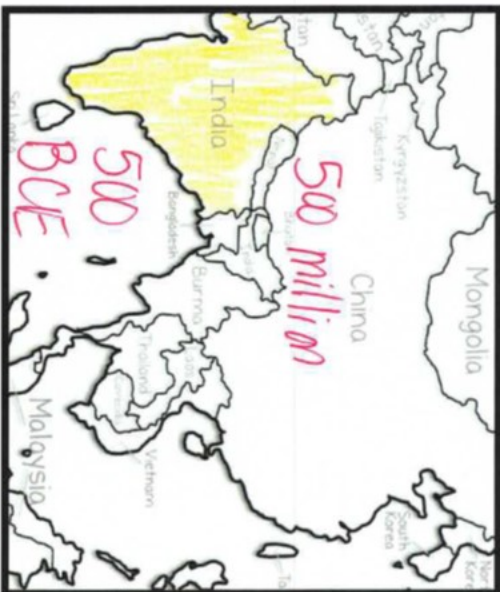 Mongolia
Kyrgyzstan
Tajikistan
China
South
Korea
500 million
India
Bangladesh
Burma
Thailand
Vietnam
500
BCE
Malaysia